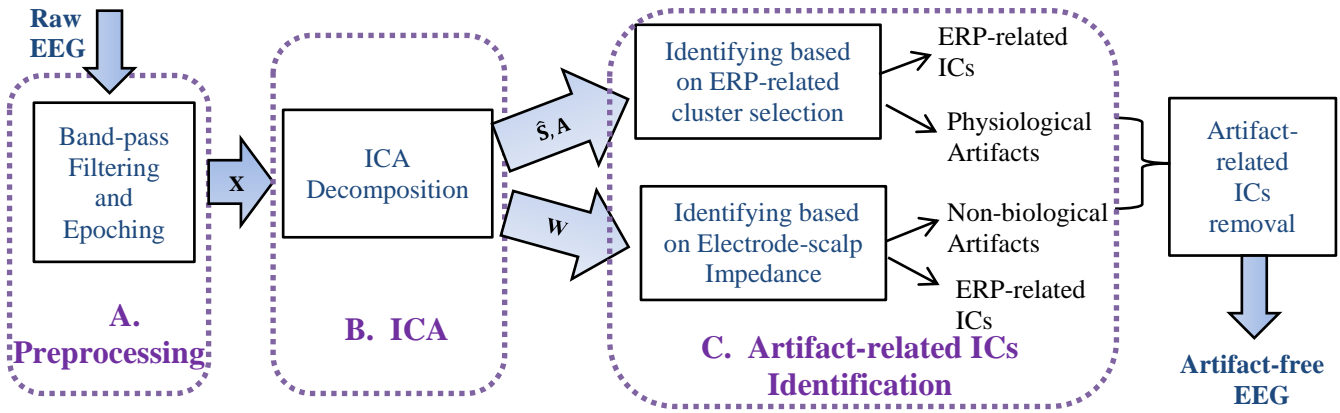 Raw
EEG
Band-pass
Filtering
and
Epoching
A.
Preprocessing
X
ICA
Decomposition
B. ICA
Ŝ, A
W
Identifying based
on ERP-related
cluster selection
ERP-related
ICs
Physiological
Artifacts
Identifying based
on Electrode-scalp
Impedance
Non-biological
Artifacts
ERP-related
ICs
C. Artifact-related ICs
Identification
Artifact-
related
ICs
removal
Artifact-free
EEG